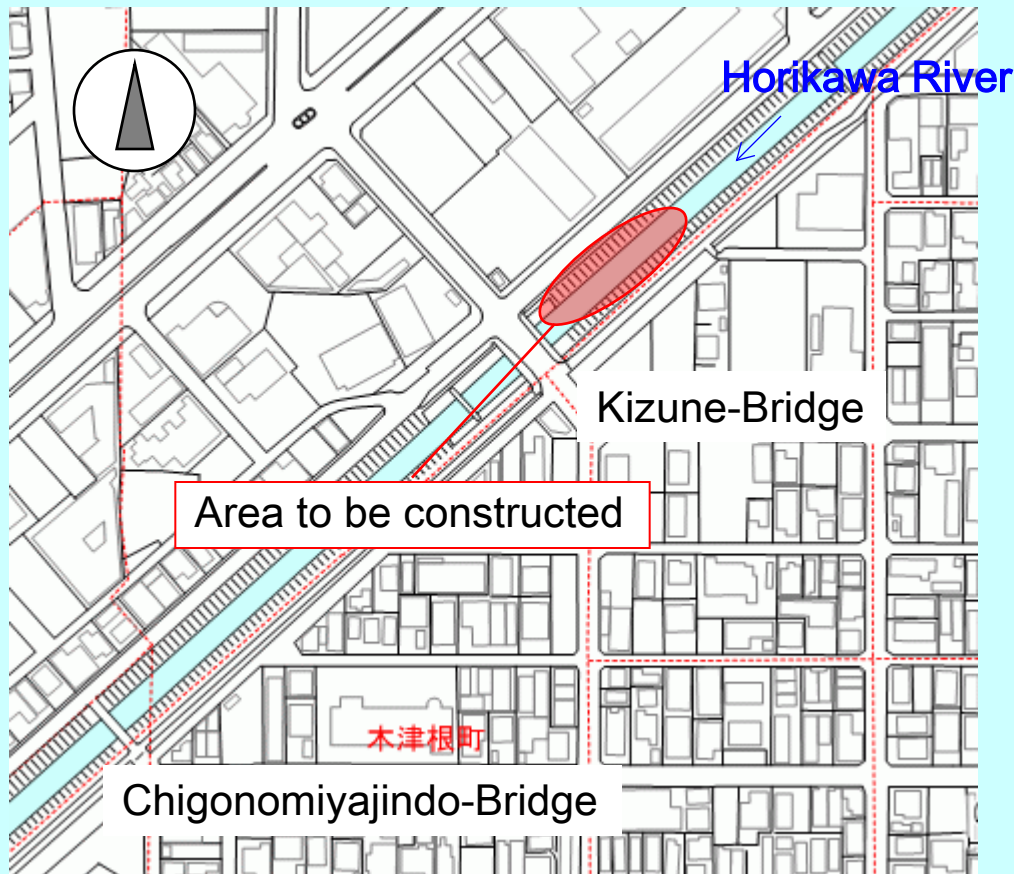 Horikawa River
Kizune-Bridge
Area to be constructed
木津根町
Chigonomiyajindo-Bridge